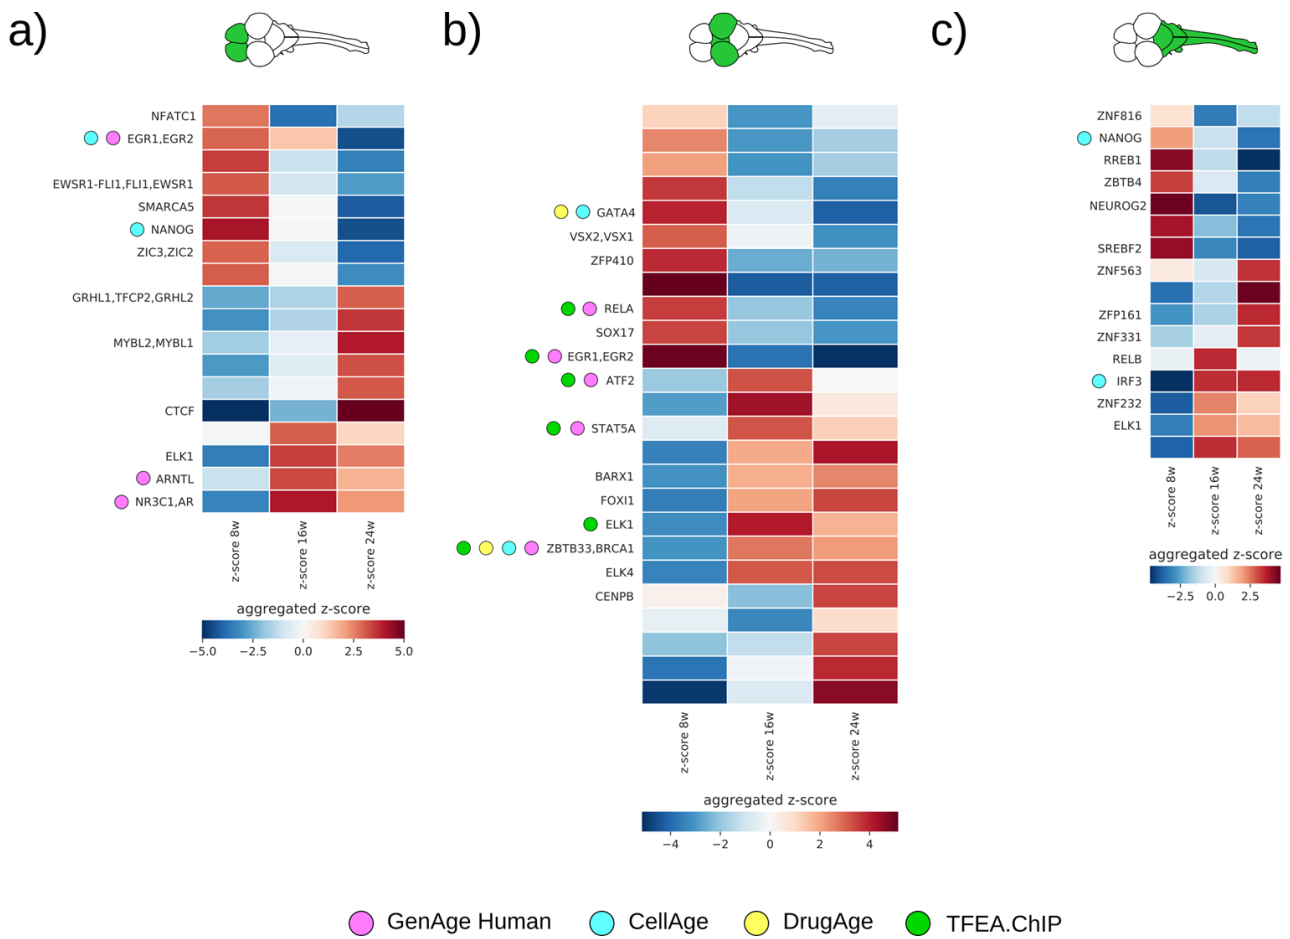 a)
NFATC1
EGR1,EGR2
EWSR1-FLI1,FLI1,EWSR1
SMARCA5
NANOG
ZIC3,ZIC2
GRHL1,TFCP2,GRHL2
MYBL2,MYBL1
CTCF
ELK1
ARNTL
NR3C1,AR
z-score 8w
z-score 16w
z-score 24w
aggregated z-score
−5.0 −2.5 0.0 2.5 5.0
b)
GATA4
VSX2,VSX1
ZFP410
RELA
SOX17
EGR1,EGR2
ATF2
STAT5A
BARX1
FOXI1
ELK1
ZBTB33,BRCA1
ELK4
CENPB
z-score 8w
z-score 16w
z-score 24w
aggregated z-score
−4 −2 0 2 4
c)
ZNF816
NANOG
RREB1
ZBTB4
NEUROG2
SREBF2
ZNF563
ZFP161
ZNF331
RELB
IRF3
ZNF232
ELK1
z-score 8w
z-score 16w
z-score 24w
aggregated z-score
−2.5 0.0 2.5
GenAge Human CellAge DrugAge TFEA.ChIP